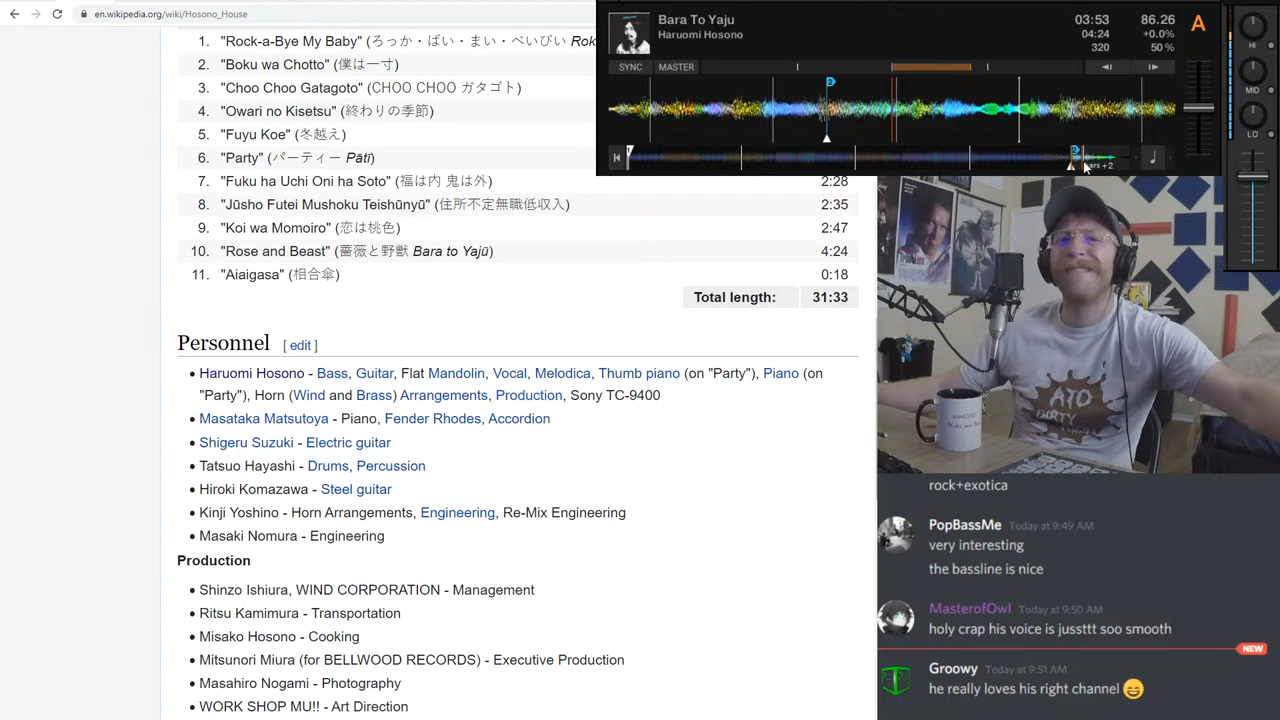 en.wikipedia.org/wiki/Hosono_House
1. "Rock-a-Bye My Baby" (ろっか・ばい・まい・べいびい Rok
2. "Boku wa Chotto" (僕は一寸)
3. "Choo Choo Gatagoto" (CHOO CHOO ガタゴト)
4. "Owari no Kisetsu" (終わりの季節)
5. "Fuyu Koe" (冬越え)
6. "Party" (パーティー Pātī)
7. "Fuku ha Uchi Oni ha Soto" (福は内 鬼は外) 2:28
8. "Jūsho Futei Mushoku Teishūnyū" (住所不定無職低収入) 2:35
9. "Koi wa Momoiro" (恋は桃色) 2:47
10. "Rose and Beast" (薔薇と野獣 Bara to Yajū) 4:24
11. "Aiaigasa" (相合傘) 0:18
Total length: 31:33
Personnel [ edit ]
• Haruomi Hosono - Bass, Guitar, Flat Mandolin, Vocal, Melodica, Thumb piano (on "Party"), Piano (on
"Party"), Horn (Wind and Brass) Arrangements, Production, Sony TC-9400
• Masataka Matsutoya - Piano, Fender Rhodes, Accordion
• Shigeru Suzuki - Electric guitar
• Tatsuo Hayashi - Drums, Percussion
• Hiroki Komazawa - Steel guitar
• Kinji Yoshino - Horn Arrangements, Engineering, Re-Mix Engineering
• Masaki Nomura - Engineering
Production
• Shinzo Ishiura, WIND CORPORATION - Management
• Ritsu Kamimura - Transportation
• Misako Hosono - Cooking
• Mitsunori Miura (for BELLWOOD RECORDS) - Executive Production
• Masahiro Nogami - Photgraphy
• WORK SHOP MU!! - Art Direction
Bara To Yaju
Haruomi Hosono
03:53
04:24
320
86.26
+0.0%
50 %
A
SYNC MASTER
2
1
2
ars +2
HI
MID
LO
ATO
DIRTY
rock+exotica
PopBassMe Today at 9:49 AM
very interesting
the bassline is nice
MasterofOwl Today at 9:50 AM
holy crap his voice is jussttt soo smooth
NEW
Groowy Today at 9:51 AM
he really loves his right channel 😄